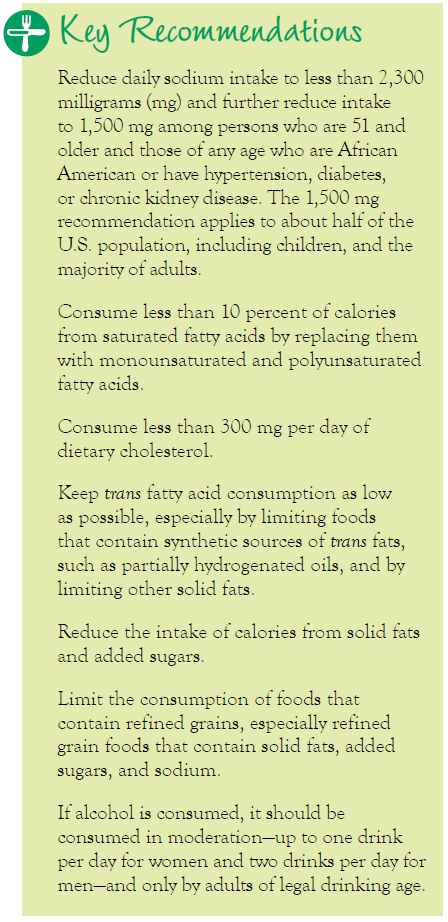 Key Recommendations
Reduce daily sodium intake to less than 2,300
milligrams (mg) and further reduce intake
to 1,500 mg among persons who are 51 and
older and those of any age who are African
American or have hypertension, diabetes,
or chronic kidney disease. The 1,500 mg
recommendation applies to about half of the
U.S. population, including children, and the
majority of adults.
Consume less than 10 percent of calories
from saturated fatty acids by replacing them
with monounsaturated and polyunsaturated
fatty acids.
Consume less than 300 mg per day of
dietary cholesterol.
Keep trans fatty acid consumption as low
as possible, especially by limiting foods
that contain synthetic sources of trans fats,
such as partially hydrogenated oils, and by
limiting other solid fats.
Reduce the intake of calories from solid fats
and added sugars.
Limit the consumption of foods that
contain refined grains, especially refined
grain foods that contain solid fats, added
sugars, and sodium.
If alcohol is consumed, it should be
consumed in moderation—up to one drink
per day for women and two drinks per day for
men—and only by adults of legal drinking age.